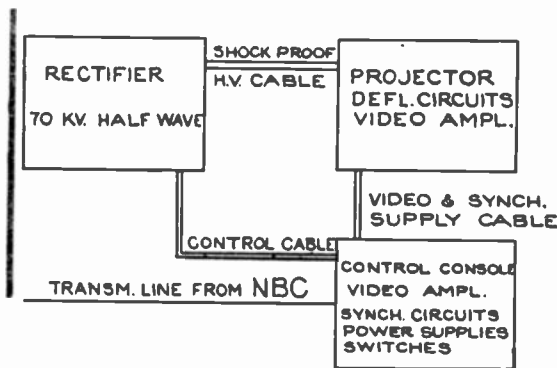 RECTIFIER
70 KV. HALF WAVE
SHOCK PROOF
H.V. CABLE
PROJECTOR
DEFL. CIRCUITS
VIDEO AMPL.
VIDEO & SYNCH.
SUPPLY CABLE
CONTROL CABLE
TRANSM. LINE FROM NBC
CONTROL CONSOLE
VIDEO AMPL.
SYNCH. CIRCUITS
POWER SUPPLIES
SWITCHES